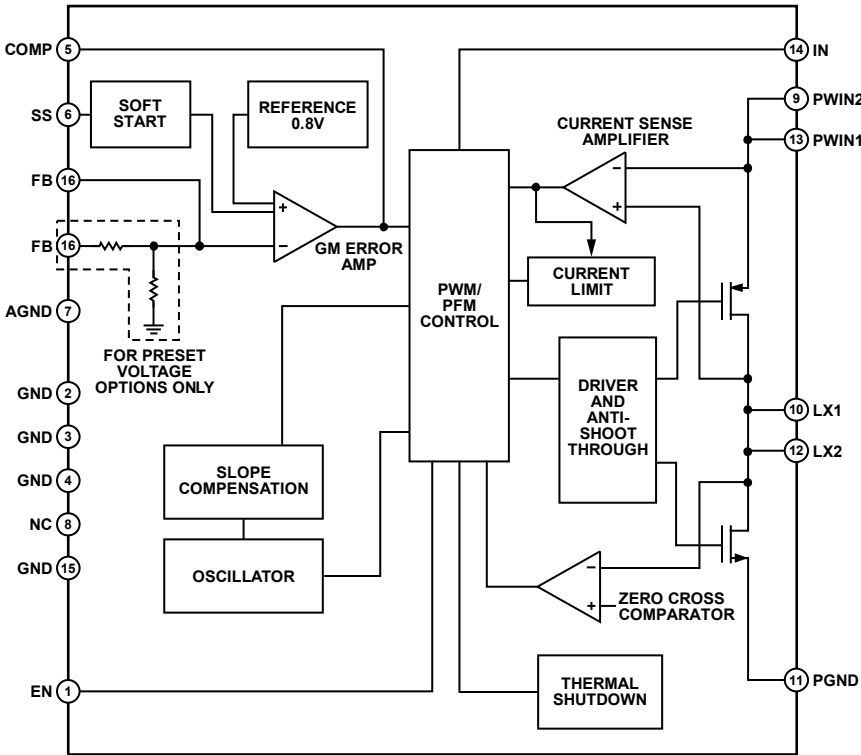 COMP 5
SS 6
SOFT
START
REFERENCE
0.8V
FB 16
FB 16
+
−
GM ERROR
AMP
AGND 7
FOR PRESET
VOLTAGE
OPTIONS ONLY
GND 2
GND 3
GND 4
NC 8
GND 15
EN 1
SLOPE
COMPENSATION
OSCILLATOR
PWM/
PFM
CONTROL
CURRENT SENSE
AMPLIFIER
−
+
CURRENT
LIMIT
DRIVER
AND
ANTI-
SHOOT
THROUGH
−
+
ZERO CROSS
COMPARATOR
THERMAL
SHUTDOWN
14 IN
9 PWIN2
13 PWIN1
10 LX1
12 LX2
11 PGND